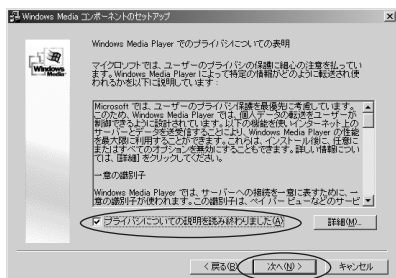 Windows Media コンポーネントのセットアップ
Windows Media Player でのプライバシについての表明
マイクロソフトでは、ユーザーのプライバシの保護に細心の注意を払ってい
ます。Windows Media Player によって特定の情報がどのように転送され使
われるかを以下に説明しています：
Windows
Media
Microsoft では、ユーザーのプライバシ保護を最優先に考慮しています。
このため、Windows Media Player では、個人データの転送をユーザーが
制御できるように設計されています。以下の機能を使いインターネット上の
サーバーとデータを送受信することにより、Windows Media Player の性能
を最大限に利用することができます。これらは、インストール後に、任意に
またはすべてのオプションを無効にすることもできます。詳しい情報につい
ては、[詳細] をクリックしてください。
一意の識別子
Windows Media Player では、サーバーへの接続を一意に表すために、一
意の識別子が使われます。この識別子は、ペイ パー ビューなどのサービ
プライバシについての説明を読み終わりました(A)
詳細(M)...
< 戻る(B)
次へ(N) >
キャンセル